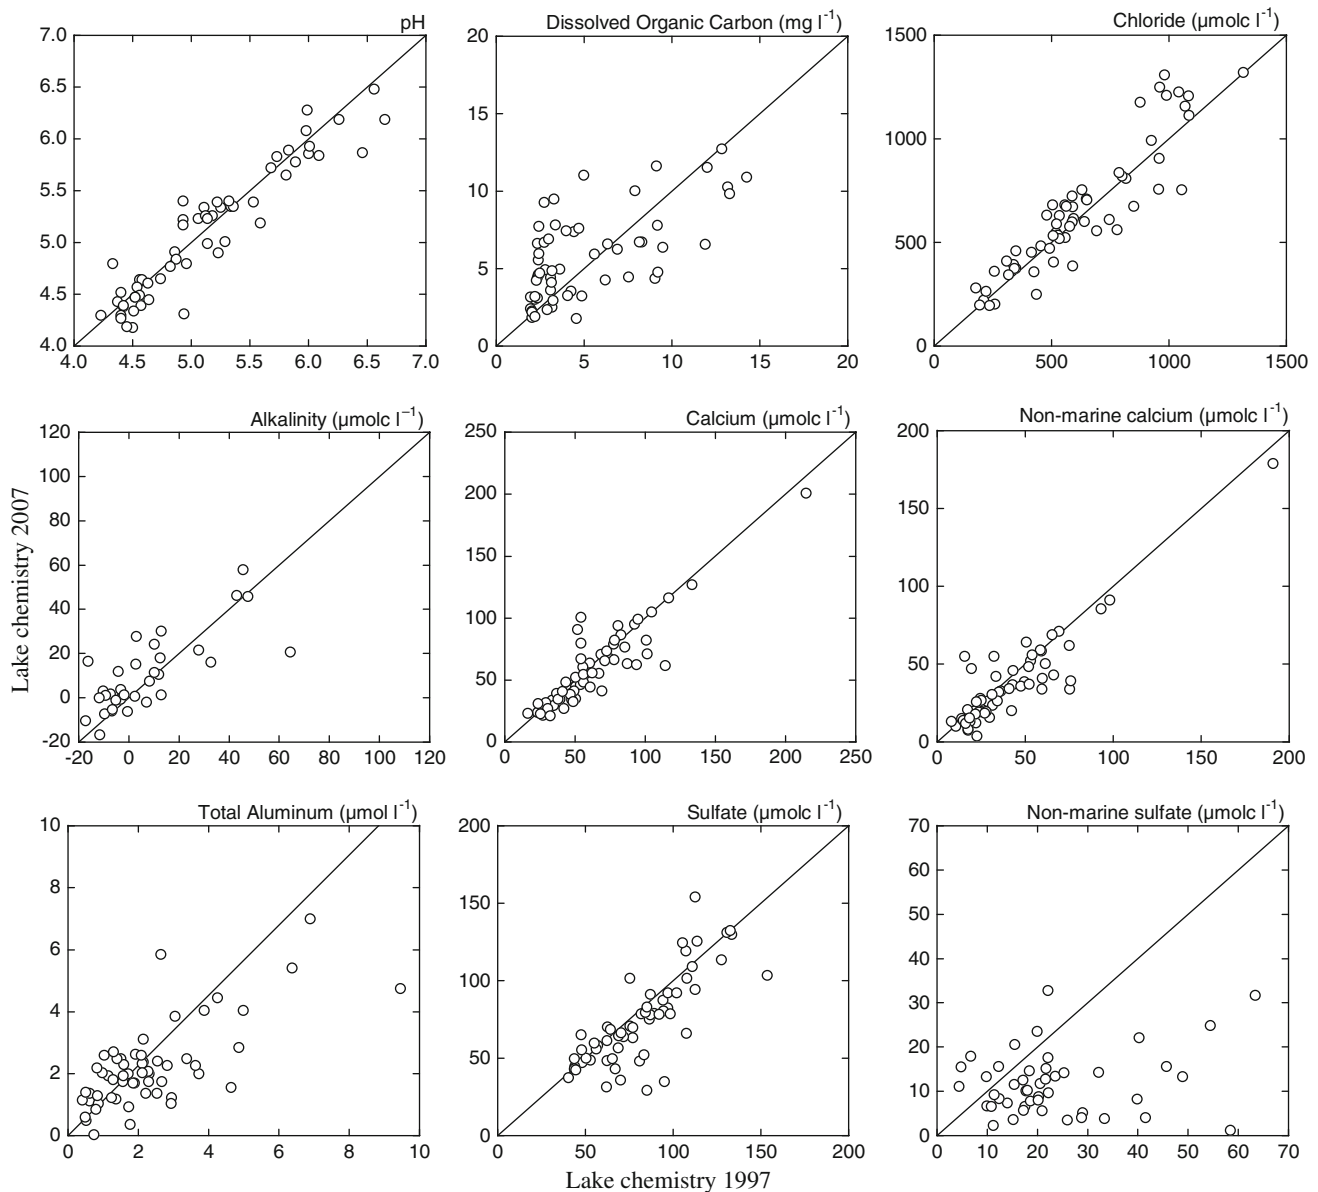 pH
7.0
6.5
6.0
5.5
5.0
4.5
4.0
4.0 4.5 5.0 5.5 6.0 6.5 7.0
Dissolved Organic Carbon (mg l-1)
20
15
10
5
0
0 5 10 15 20
Chloride (µmolc l-1)
1500
1000
500
0
0 500 1000 1500
Alkalinity (µmolc l−1)
120
100
80
60
40
20
0
-20
-20 0 20 40 60 80 100 120
Calcium (µmolc l-1)
250
200
150
100
50
0
0 50 100 150 200 250
Non-marine calcium (µmolc l-1)
200
150
100
50
0
0 50 100 150 200
Lake chemistry 2007
Total Aluminum (µmol l-1)
10
8
6
4
2
0
0 2 4 6 8 10
Sulfate (µmolc l-1)
200
150
100
50
0
0 50 100 150 200
Non-marine sulfate (µmolc l-1)
70
60
50
40
30
20
10
0
0 10 20 30 40 50 60 70
Lake chemistry 1997